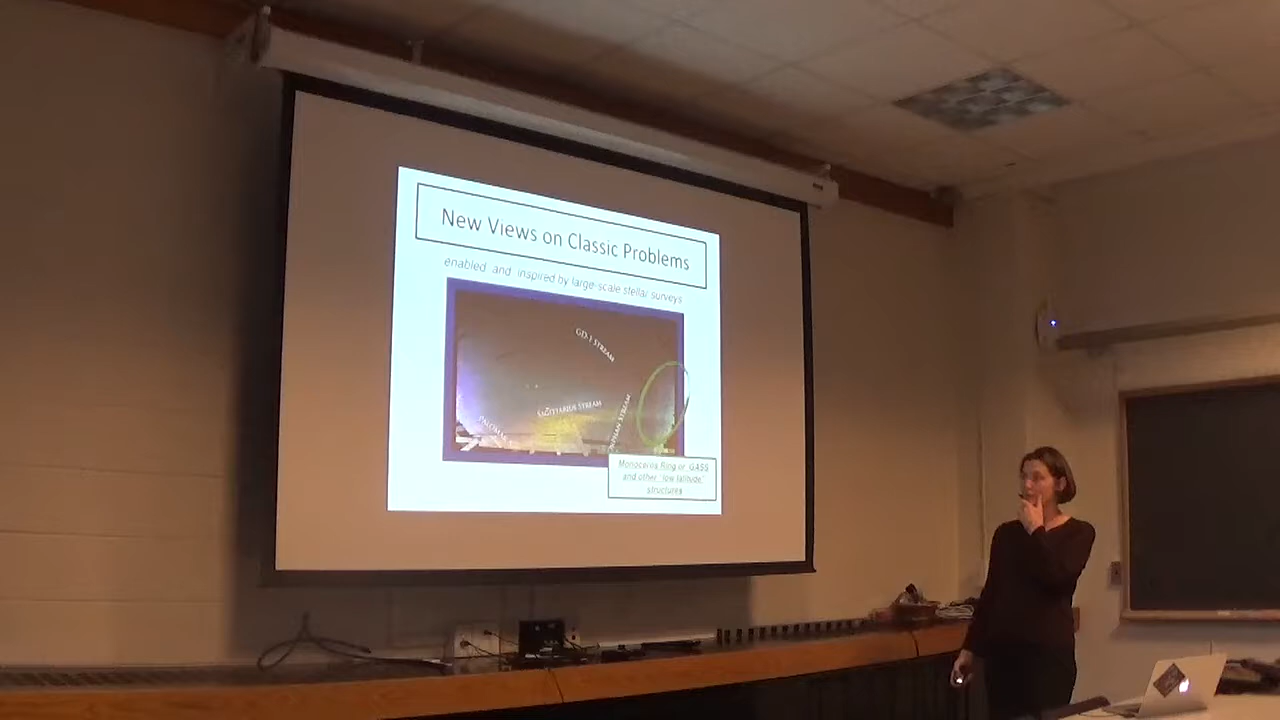 New Views on Classic Problems
enabled and inspired by large-scale stellar surveys
GD-1 STREAM
SAGITTARIUS STREAM
STREAM
Monoceros Ring or GASS
and other "low latitude"
structures